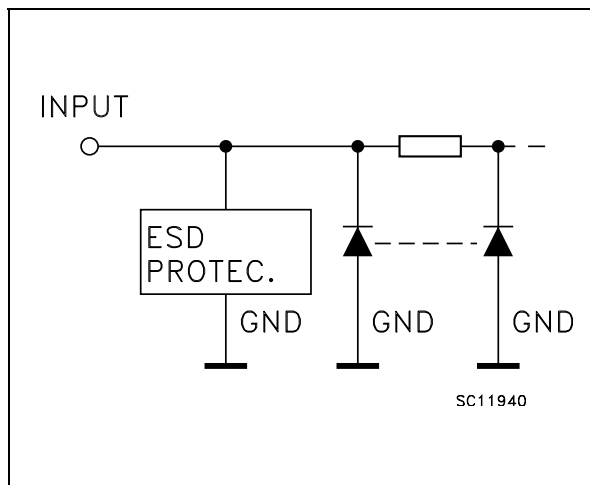 INPUT
ESD
PROTEC.
GND
GND
GND
SC11940